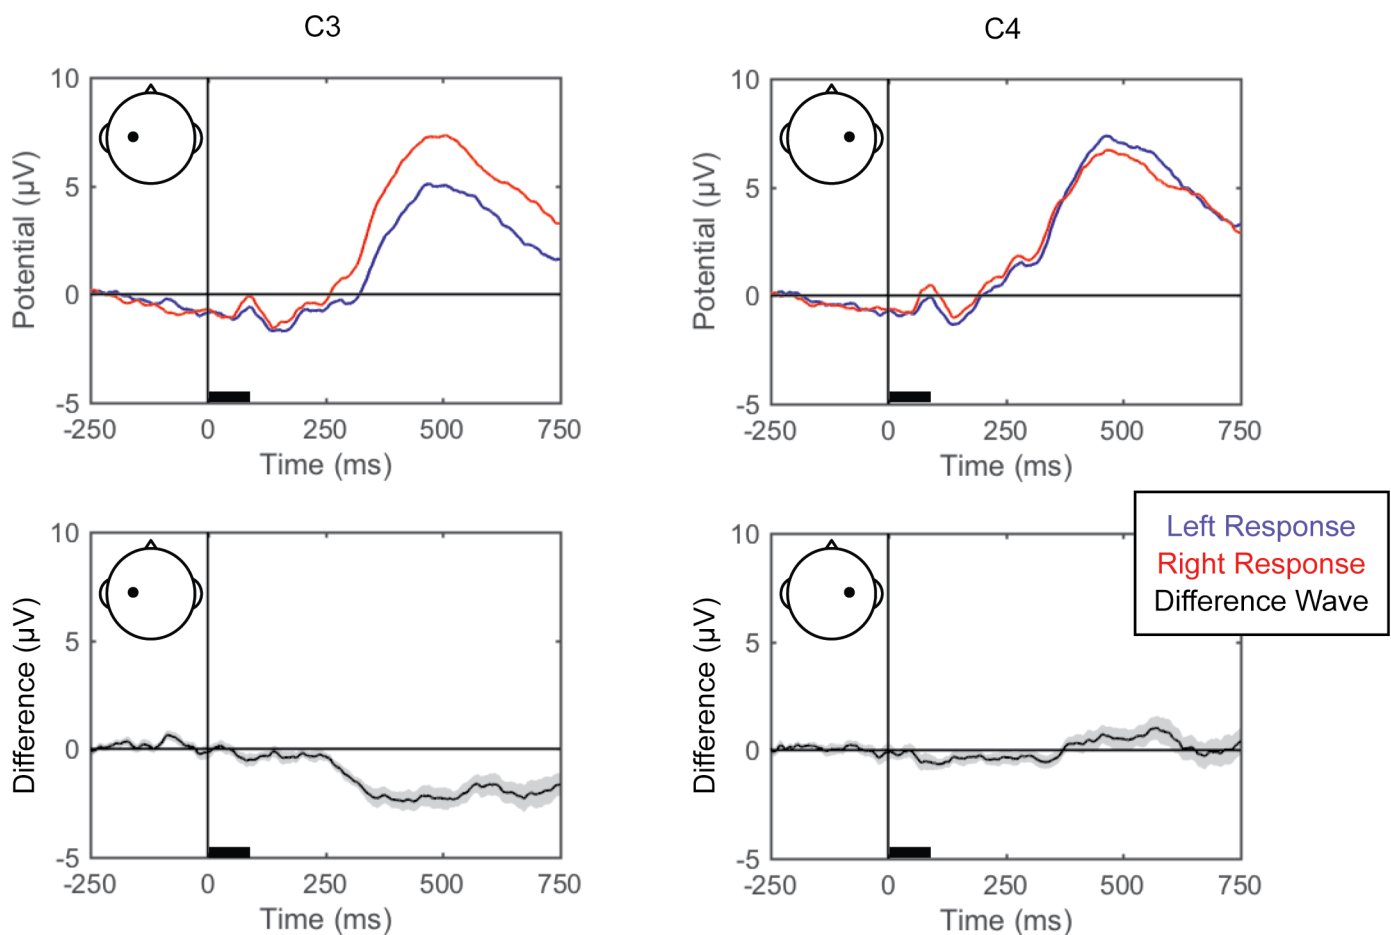 C3
10
5
0
-5
Potential (µV)
-250 0 250 500 750
Time (ms)
C4
10
5
0
-5
Potential (µV)
-250 0 250 500 750
Time (ms)
10
5
0
-5
Difference (µV)
-250 0 250 500 750
Time (ms)
10
5
0
-5
Difference (µV)
-250 0 250 500 750
Time (ms)
Left Response
Right Response
Difference Wave